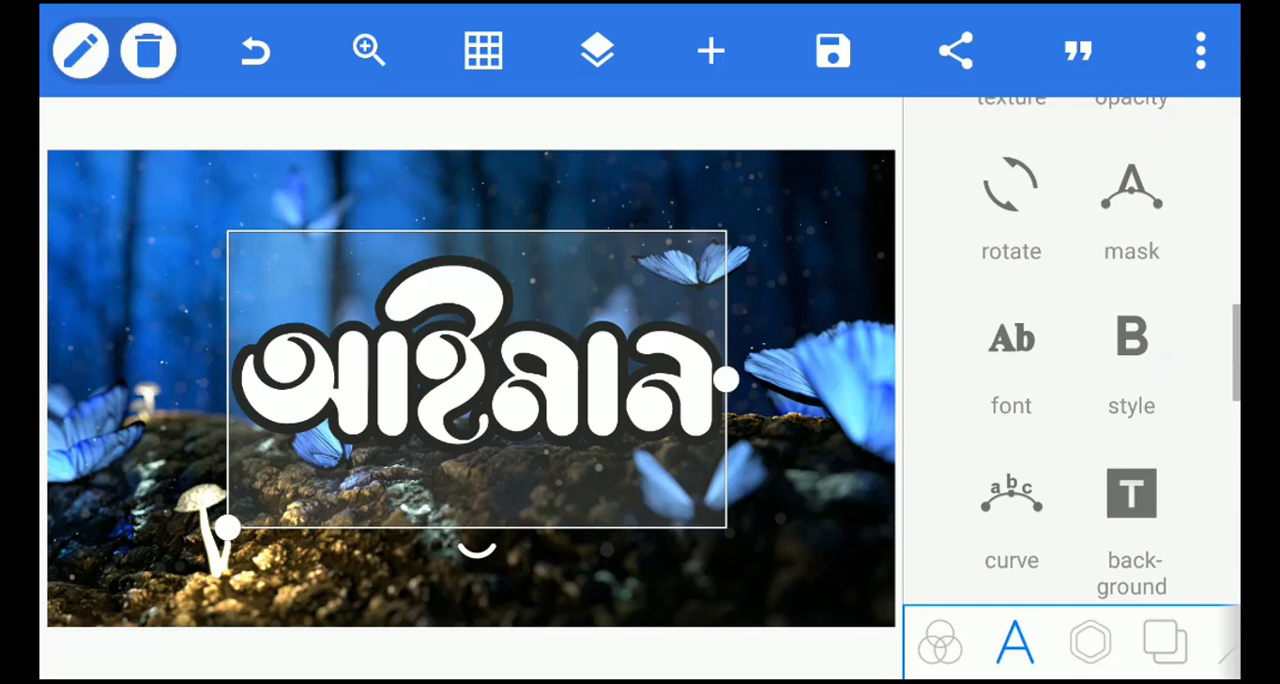 texture opacity
rotate mask
আইমান
Ab B
font style
abc T
curve back-
ground
A